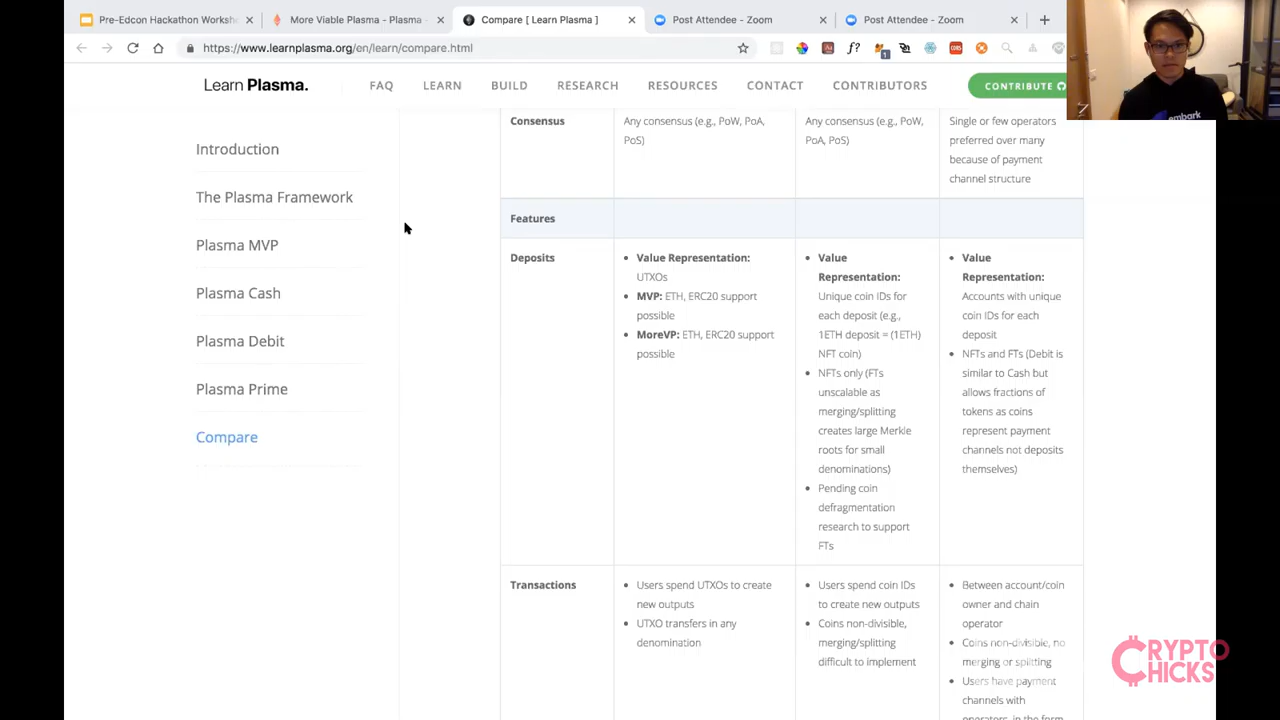 Pre-Edcon Hackathon Worksh
More Viable Plasma - Plasma
Compare [ Learn Plasma ]
Post Attendee - Zoom
Post Attendee - Zoom
https://www.learnplasma.org/en/learn/compare.html
Learn Plasma.
FAQ
LEARN
BUILD
RESEARCH
RESOURCES
CONTACT
CONTRIBUTORS
CONTRIBUTE
embark
Introduction
The Plasma Framework
Plasma MVP
Plasma Cash
Plasma Debit
Plasma Prime
Compare
Consensus
Any consensus (e.g., PoW, PoA,
PoS)
Any consensus (e.g., PoW,
PoA, PoS)
Single or few operators
preferred over many
because of payment
channel structure
Features
Deposits
Value Representation:
UTXOs
MVP: ETH, ERC20 support
possible
MoreVP: ETH, ERC20 support
possible
Value
Representation:
Unique coin IDs for
each deposit (e.g.,
1ETH deposit = (1ETH)
NFT coin)
NFTs only (FTs
unscalable as
merging/splitting
creates large Merkle
roots for small
denominations)
Pending coin
defragmentation
research to support
FTs
Value
Representation:
Accounts with unique
coin IDs for each
deposit
NFTs and FTs (Debit is
similar to Cash but
allows fractions of
tokens as coins
represent payment
channels not deposits
themselves)
Transactions
Users spend UTXOs to create
new outputs
UTXO transfers in any
denomination
Users spend coin IDs
to create new outputs
Coins non-divisible,
merging/splitting
difficult to implement
Between account/coin
owner and chain
operator
Coins non-divisible, no
merging or splitting
Users have payment
channels with
operators, in the form
CRYPTO
CHICKS